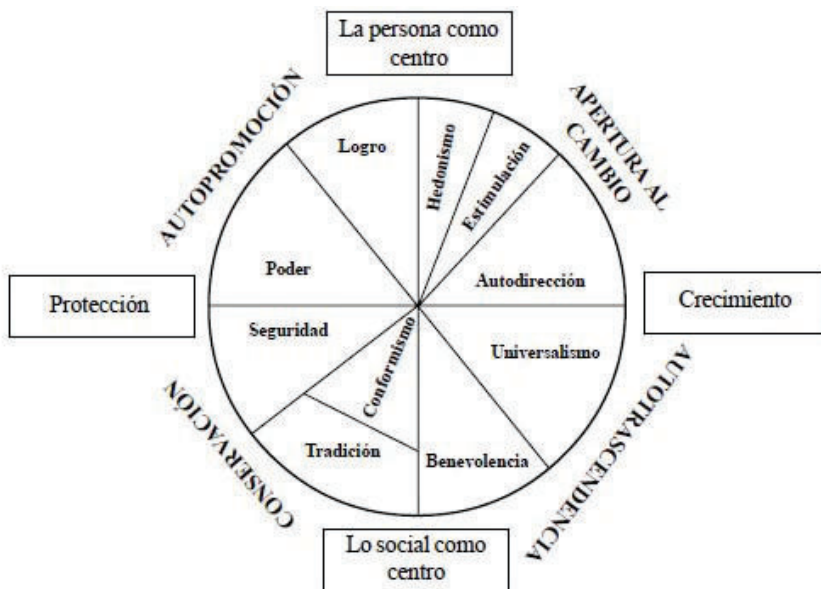 La persona como
centro
AUTOPROMOCIÓN
APERTURA AL
CAMBIO
Logro
Hedonismo
Estimulación
Poder
Autodirección
Protección
Crecimiento
Seguridad
Conformismo
Universalismo
Tradición
Benevolencia
CONSERVACIÓN
AUTOTRASCENDENCIA
Lo social como
centro